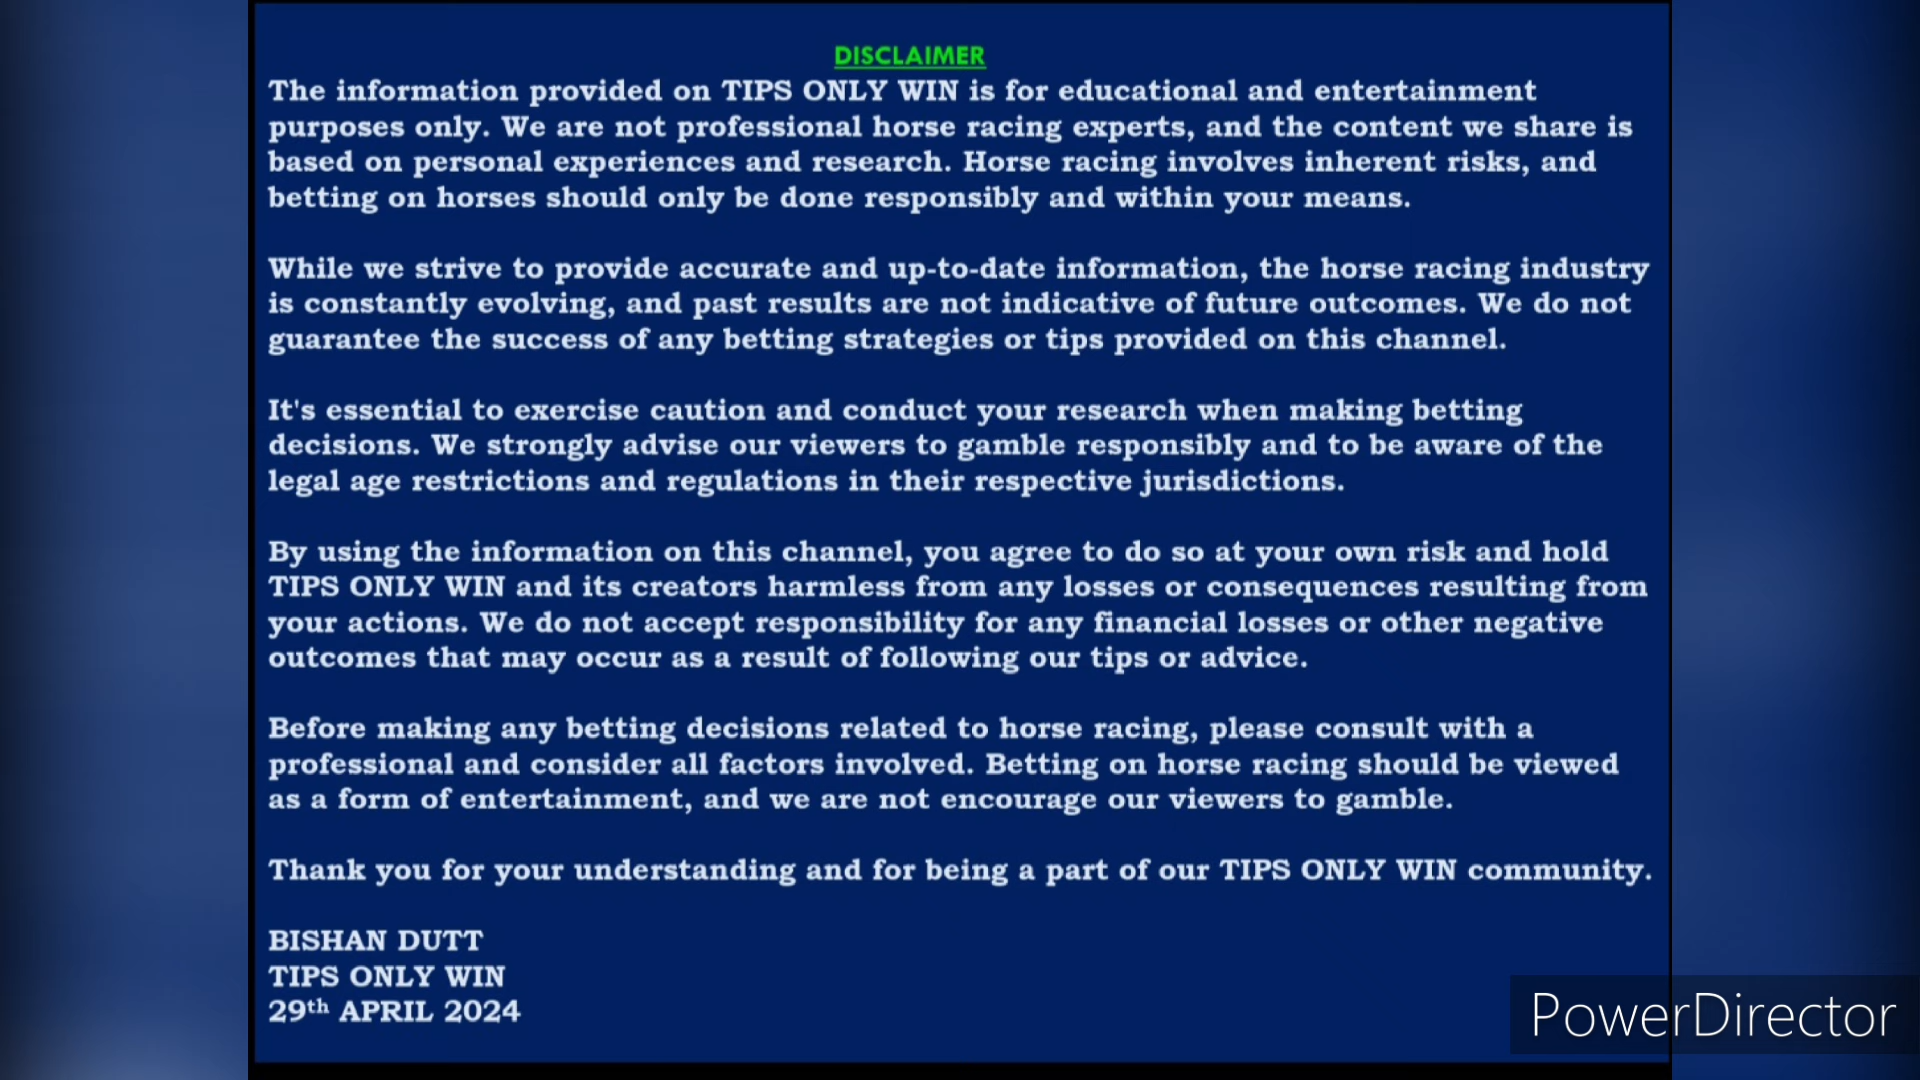 DISCLAIMER
The information provided on TIPS ONLY WIN is for educational and entertainment
purposes only. We are not professional horse racing experts, and the content we share is
based on personal experiences and research. Horse racing involves inherent risks, and
betting on horses should only be done responsibly and within your means.
While we strive to provide accurate and up-to-date information, the horse racing industry
is constantly evolving, and past results are not indicative of future outcomes. We do not
guarantee the success of any betting strategies or tips provided on this channel.
It's essential to exercise caution and conduct your research when making betting
decisions. We strongly advise our viewers to gamble responsibly and to be aware of the
legal age restrictions and regulations in their respective jurisdictions.
By using the information on this channel, you agree to do so at your own risk and hold
TIPS ONLY WIN and its creators harmless from any losses or consequences resulting from
your actions. We do not accept responsibility for any financial losses or other negative
outcomes that may occur as a result of following our tips or advice.
Before making any betting decisions related to horse racing, please consult with a
professional and consider all factors involved. Betting on horse racing should be viewed
as a form of entertainment, and we are not encourage our viewers to gamble.
Thank you for your understanding and for being a part of our TIPS ONLY WIN community.
BISHAN DUTT
TIPS ONLY WIN
29th APRIL 2024
PowerDirector